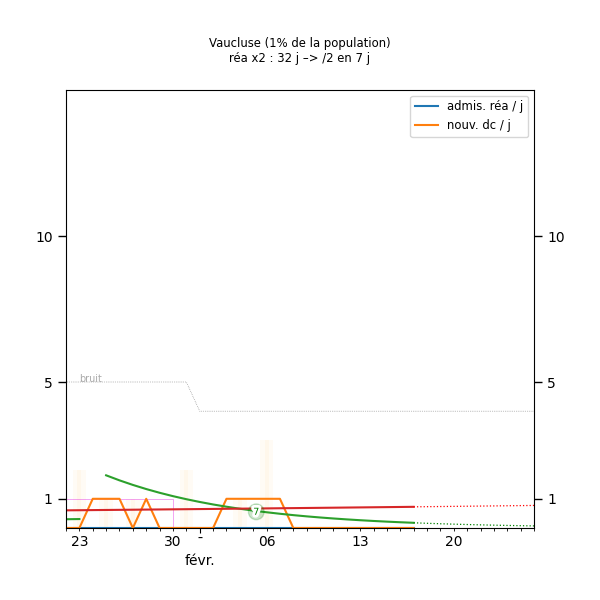 Vaucluse (1% de la population)
réa x2 : 32 j –> /2 en 7 j
admis. réa / j
nouv. dc / j
10
10
bruit
5
5
1
1
7
23
30
-
06
13
20
févr.